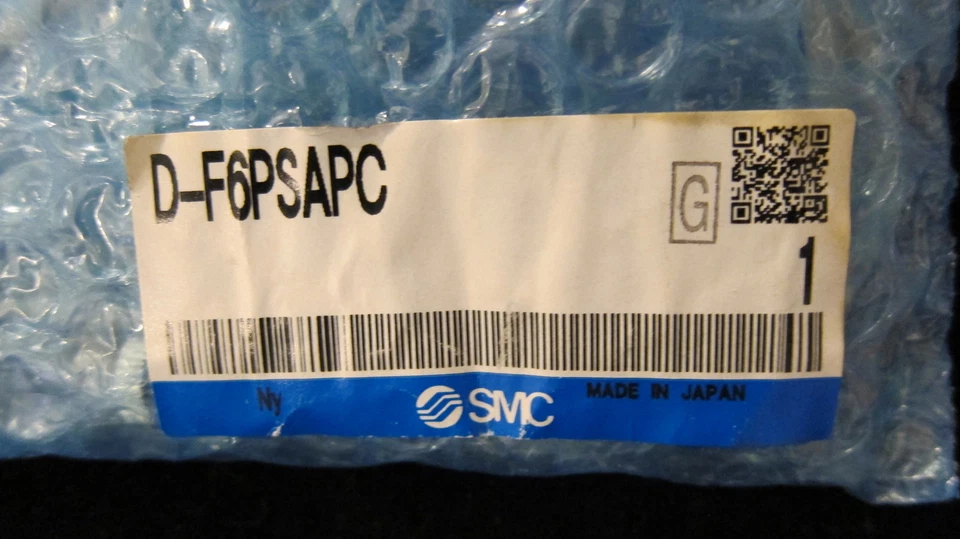 D-F6PSAPC
G
1
Ny
SMC
MADE IN JAPAN